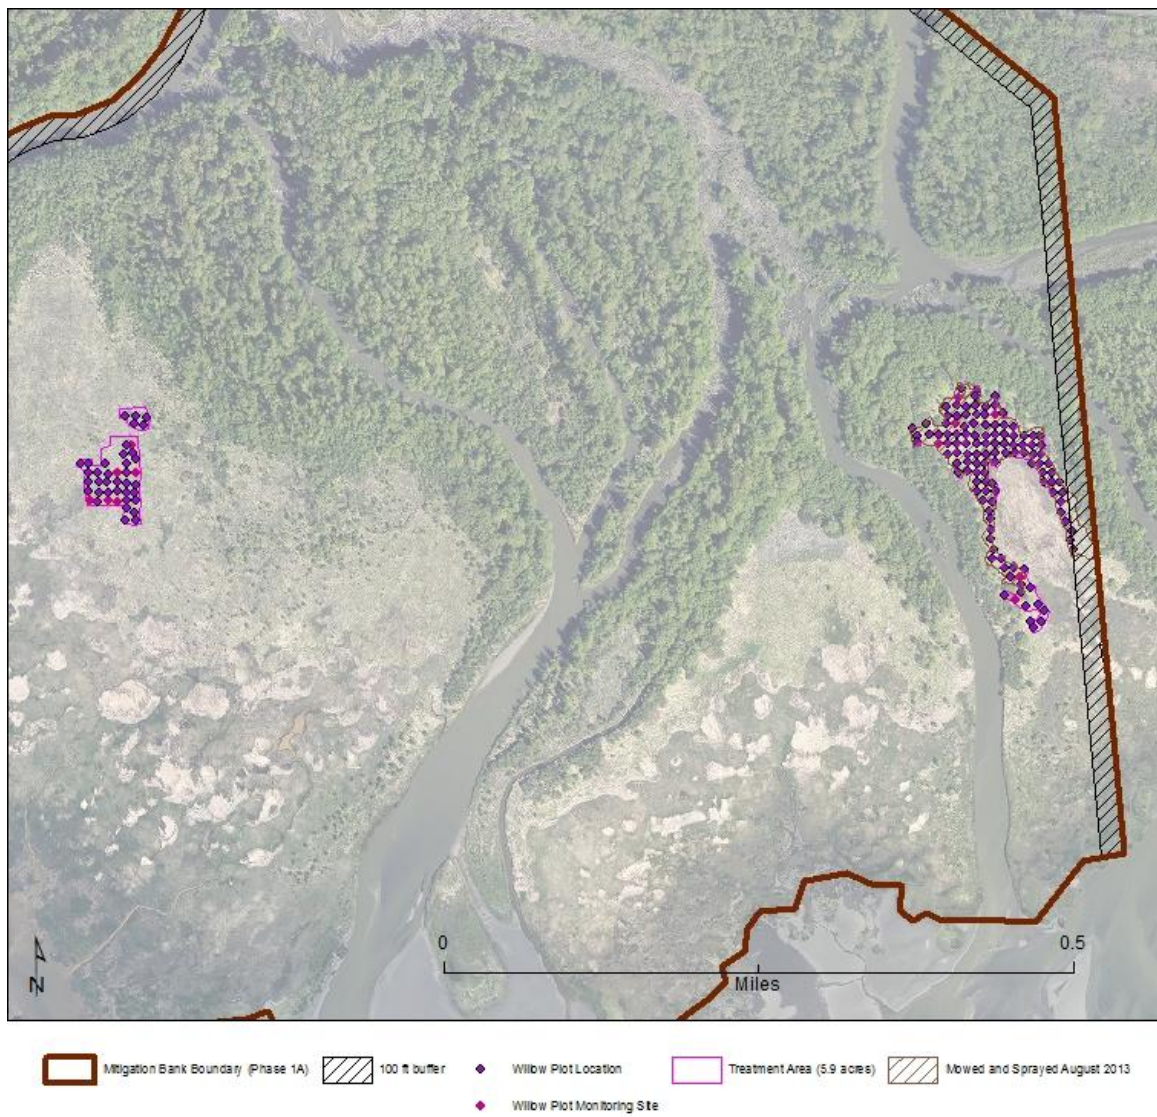 0 0.5
Miles
N
Mitigation Bank Boundary (Phase 1A) 100 ft buffer Willow Plot Location Treatment Area (5.9 acres) Mowed and Sprayed August 2013
Willow Plot Monitoring Site